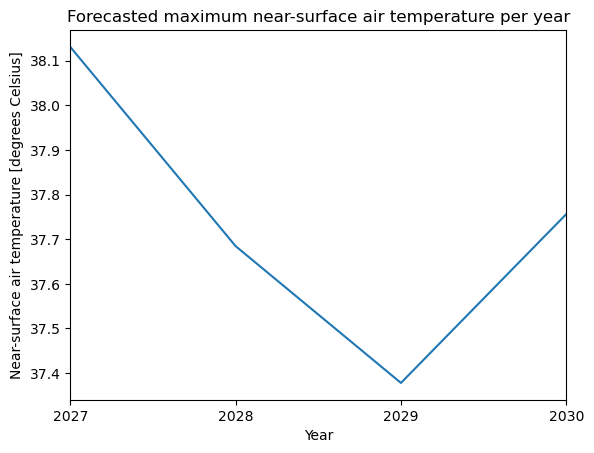 Forecasted maximum near-surface air temperature per year
Near-surface air temperature [degrees Celsius]
38.1
38.0
37.9
37.8
37.7
37.6
37.5
37.4
2027 2028 2029 2030
Year